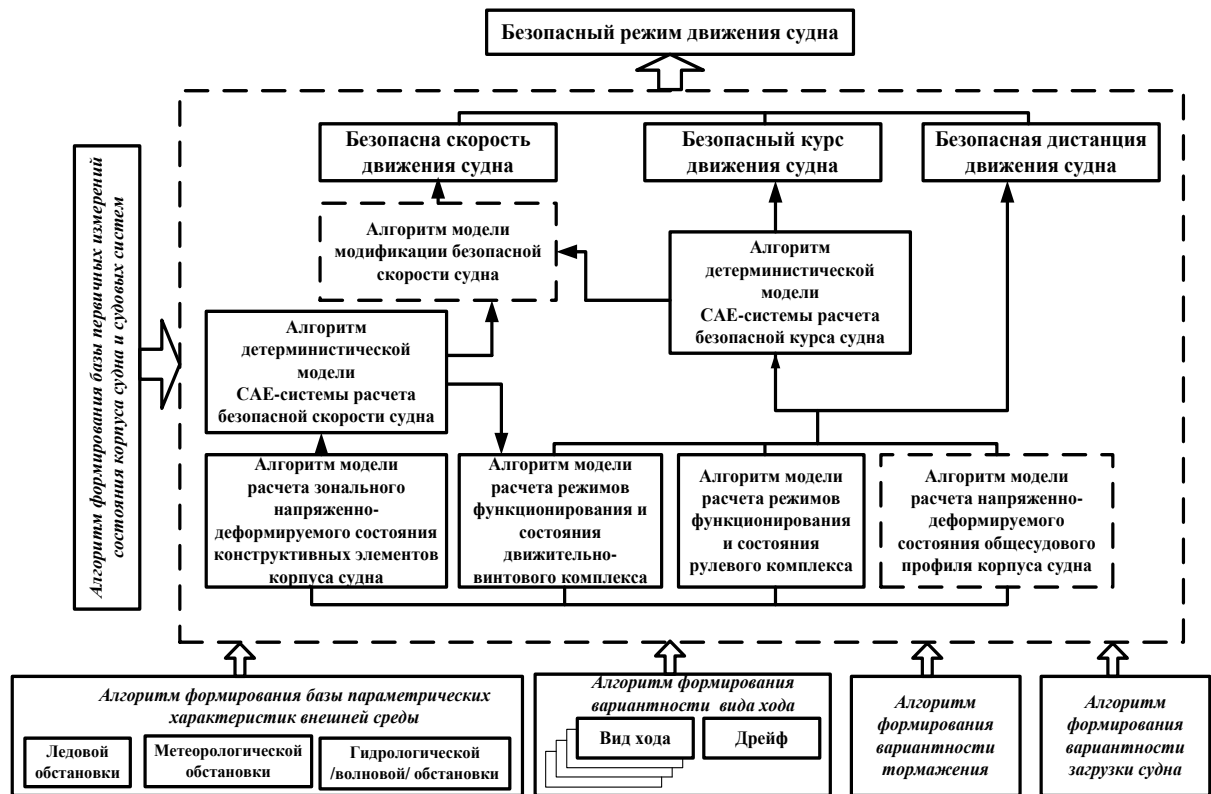 Безопасный режим движения судна
Алгоритм формирования базы первичных измерений
состояния корпуса судна и судовых систем
Безопасна скорость
движения судна
Безопасный курс
движения судна
Безопасная дистанция
движения судна
Алгоритм модели
модификации безопасной
скорости судна
Алгоритм
детерминистической
модели
САЕ-системы расчета
безопасной курса судна
Алгоритм
детерминистической
модели
САЕ-системы расчета
безопасной скорости судна
Алгоритм модели
расчета зонального
напряженно-
деформируемого состояния
конструктивных элементов
корпуса судна
Алгоритм модели
расчета режимов
функционирования и
состояния
движительно-
винтового комплекса
Алгоритм модели
расчета режимов
функционирования
и состояния
рулевого комплекса
Алгоритм модели
расчета напряженно-
деформируемого
состояния общесудового
профиля корпуса судна
Алгоритм формирования базы параметрических
характеристик внешней среды
Ледовой
обстановки
Метеорологической
обстановки
Гидрологической
/волновой/ обстановки
Алгоритм формирования
вариантности вида хода
Вид хода
Дрейф
Алгоритм
формирования
вариантности
тормажения
Алгоритм
формирования
вариантности
загрузки судна